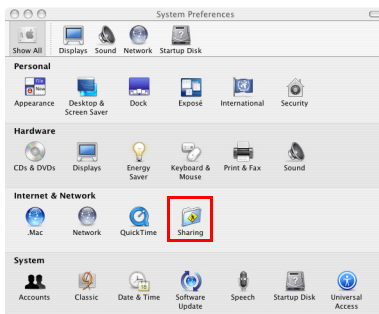 System Preferences
Show All Displays Sound Network Startup Disk
Personal
Appearance Desktop & Screen Saver Dock Exposé International Security
Hardware
CDs & DVDs Displays Energy Saver Keyboard & Mouse Print & Fax Sound
Internet & Network
.Mac Network QuickTime Sharing
System
Accounts Classic Date & Time Software Update Speech Startup Disk Universal Access